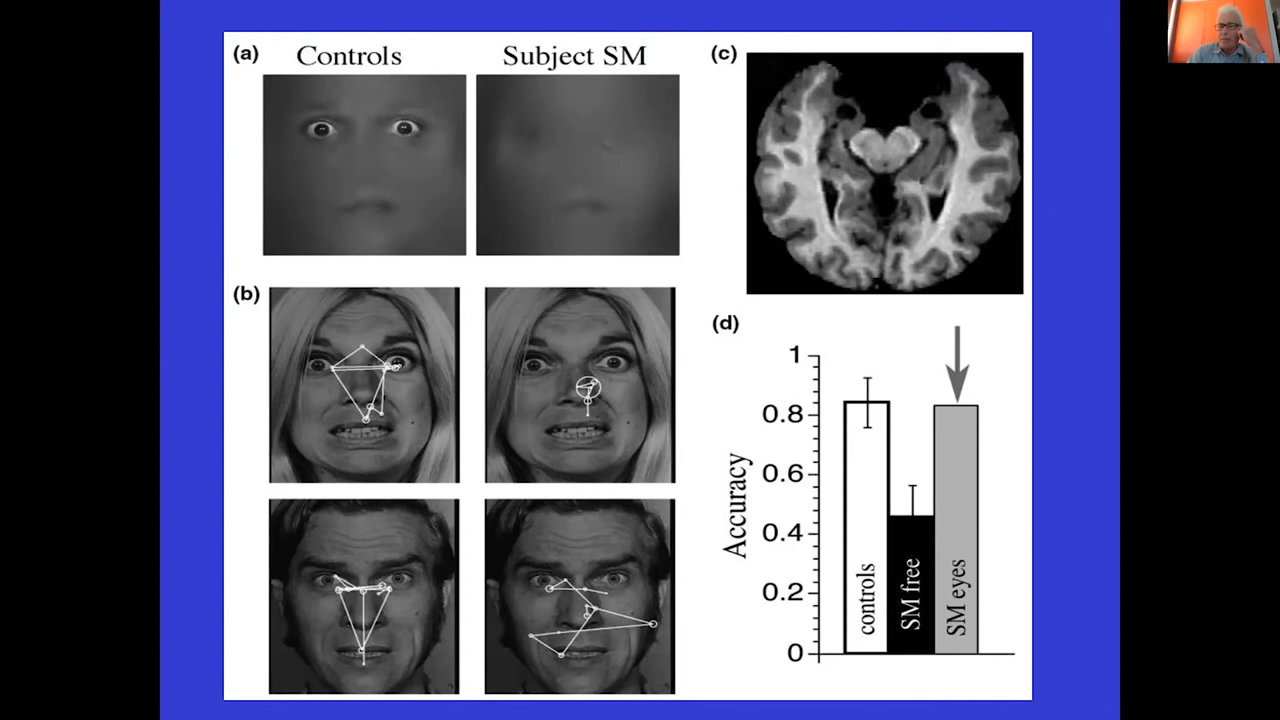 (a)
Controls
Subject SM
(b)
(c)
(d)
Accuracy
1
0.8
0.6
0.4
0.2
0
controls
SM free
SM eyes